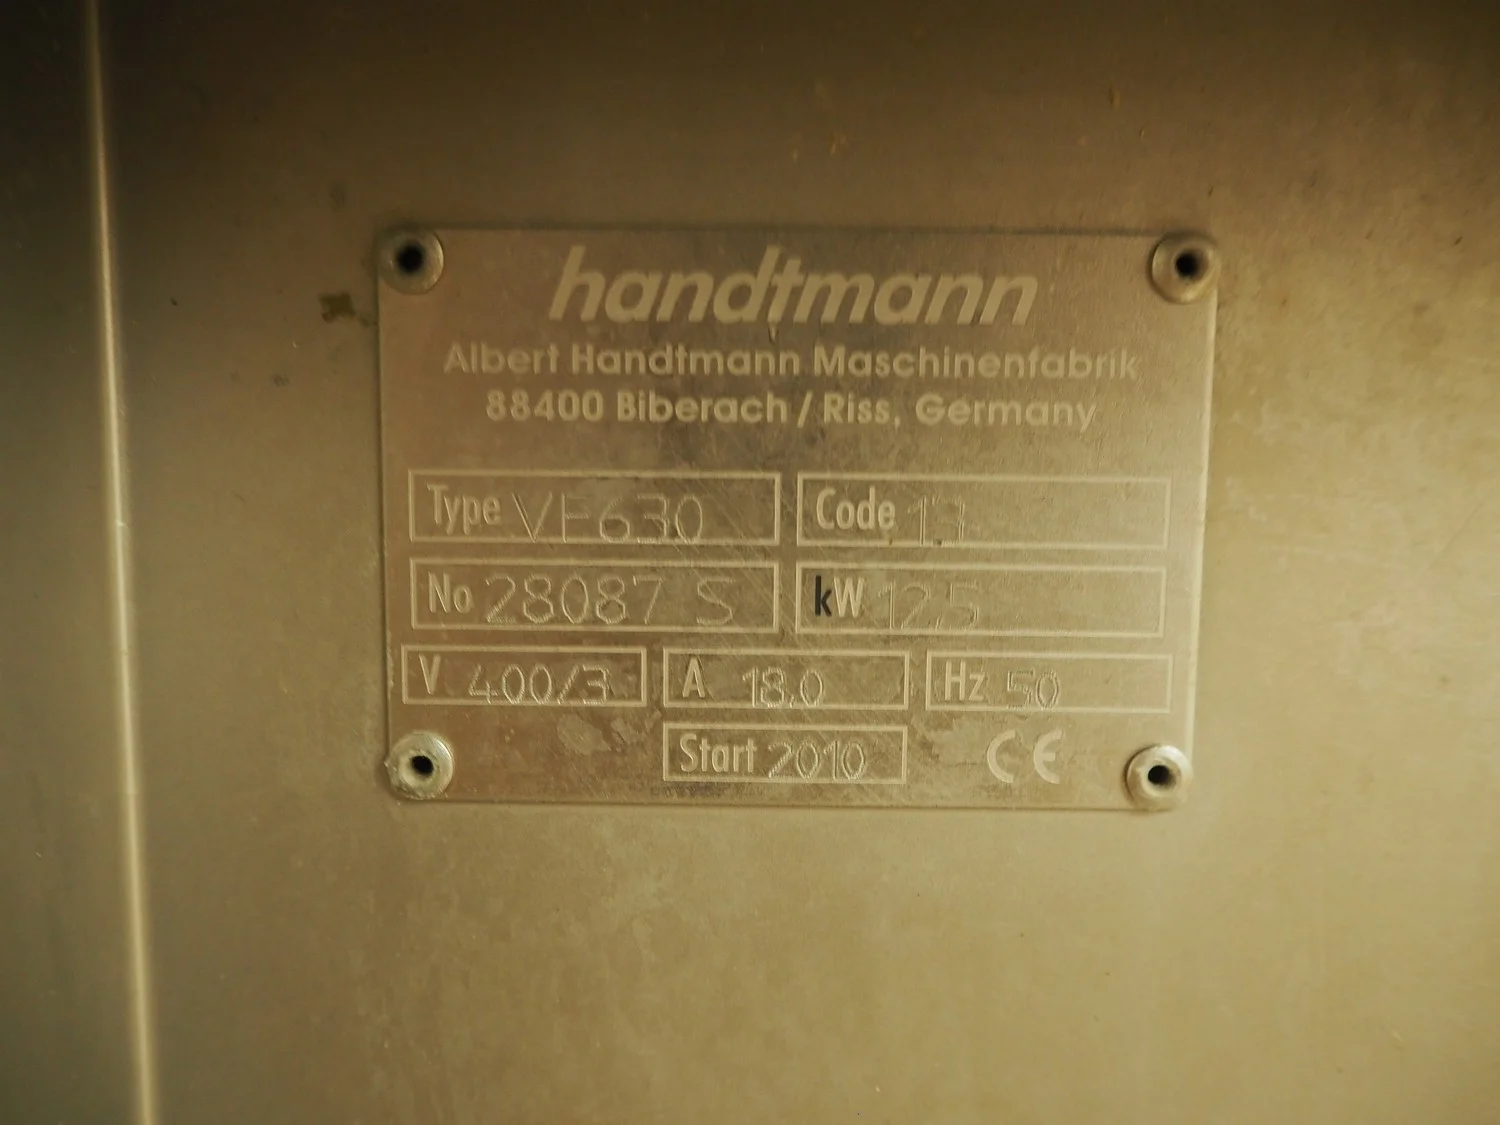 handtmann
Albert Handtmann Maschinenfabrik
88400 Biberach / Riss, Germany
Type VF630 Code 13
No 28087 S kW 12,5
V 400/3 A 18.0 Hz 50
Start 2010 CE